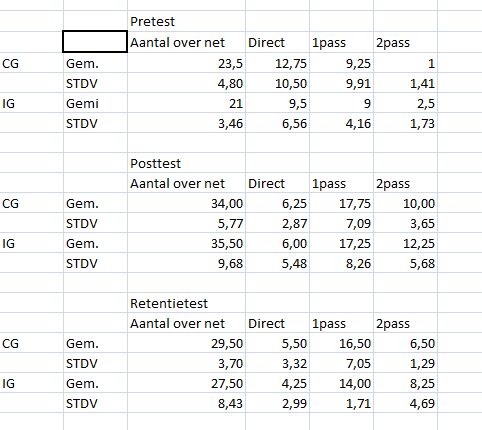 Pretest
Aantal over net Direct 1pass 2pass
CG Gem. 23,5 12,75 9,25 1
STDV 4,80 10,50 9,91 1,41
IG Gemi 21 9,5 9 2,5
STDV 3,46 6,56 4,16 1,73
Posttest
Aantal over net Direct 1pass 2pass
CG Gem. 34,00 6,25 17,75 10,00
STDV 5,77 2,87 7,09 3,65
IG Gem. 35,50 6,00 17,25 12,25
STDV 9,68 5,48 8,26 5,68
Retentietest
Aantal over net Direct 1pass 2pass
CG Gem. 29,50 5,50 16,50 6,50
STDV 3,70 3,32 7,05 1,29
IG Gem. 27,50 4,25 14,00 8,25
STDV 8,43 2,99 1,71 4,69